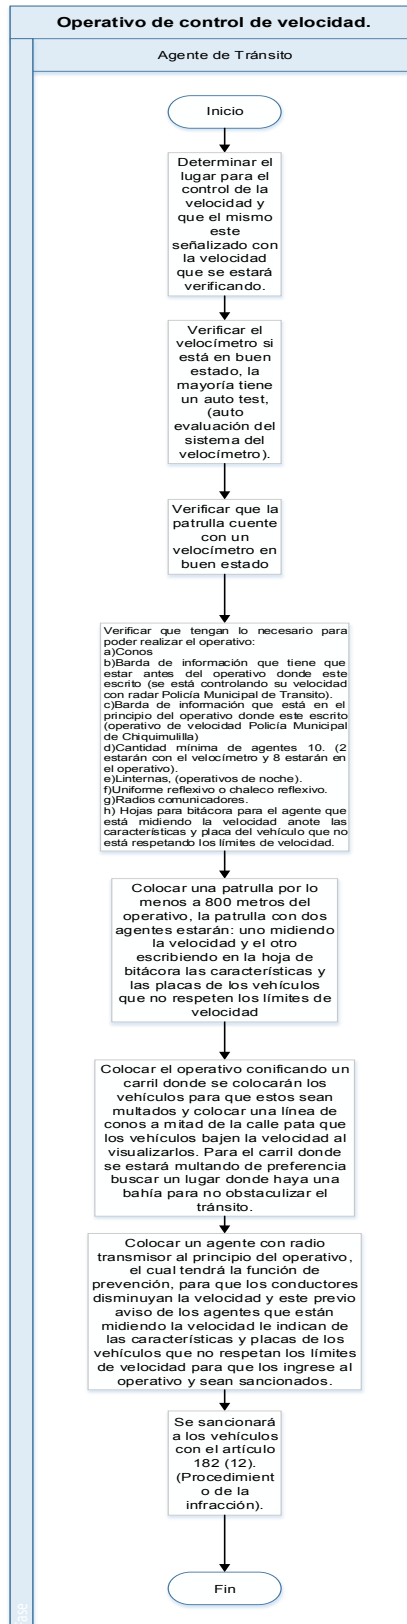 Operativo de control de velocidad.
Agente de Tránsito
Inicio
Determinar el
lugar para el
control de la
velocidad y
que el mismo
este
señalizado con
la velocidad
que se estará
verificando.
Verificar el
velocímetro si
está en buen
estado, la
mayoría tiene
un auto test,
(auto
evaluación del
sistema del
velocímetro).
Verificar que la
patrulla cuente
con un
velocímetro en
buen estado
Verificar que tengan lo necesario para
poder realizar el operativo:
a)Conos
b)Barda de información que tiene que
estar antes del operativo donde este
escrito (se está controlando su velocidad
con radar Policía Municipal de Transito).
c)Barda de información que está en el
principio del operativo donde este escrito
(operativo de velocidad Policía Municipal
de Chiquimulilla)
d)Cantidad mínima de agentes 10. (2
estarán con el velocímetro y 8 estarán en
el operativo).
e)Linternas, (operativos de noche).
f)Uniforme reflexivo o chaleco reflexivo.
g)Radios comunicadores.
h) Hojas para bitácora para el agente que
está midiendo la velocidad anote las
características y placa del vehículo que no
está respetando los límites de velocidad.
Colocar una patrulla por lo
menos a 800 metros del
operativo, la patrulla con dos
agentes estarán: uno midiendo
la velocidad y el otro
escribiendo en la hoja de
bitácora las características y
las placas de los vehículos
que no respeten los límites de
velocidad
Colocar el operativo conificando un
carril donde se colocarán los
vehículos para que estos sean
multados y colocar una línea de
conos a mitad de la calle pata que
los vehículos bajen la velocidad al
visualizarlos. Para el carril donde
se estará multando de preferencia
buscar un lugar donde haya una
bahía para no obstaculizar el
tránsito.
Colocar un agente con radio
transmisor al principio del operativo,
el cual tendrá la función de
prevención, para que los conductores
disminuyan la velocidad y este previo
aviso de los agentes que están
midiendo la velocidad le indican de
las características y placas de los
vehículos que no respetan los límites
de velocidad para que los ingrese al
operativo y sean sancionados.
Se sancionará
a los vehículos
con el artículo
182 (12).
(Procedimient
o de la
infracción).
Fin